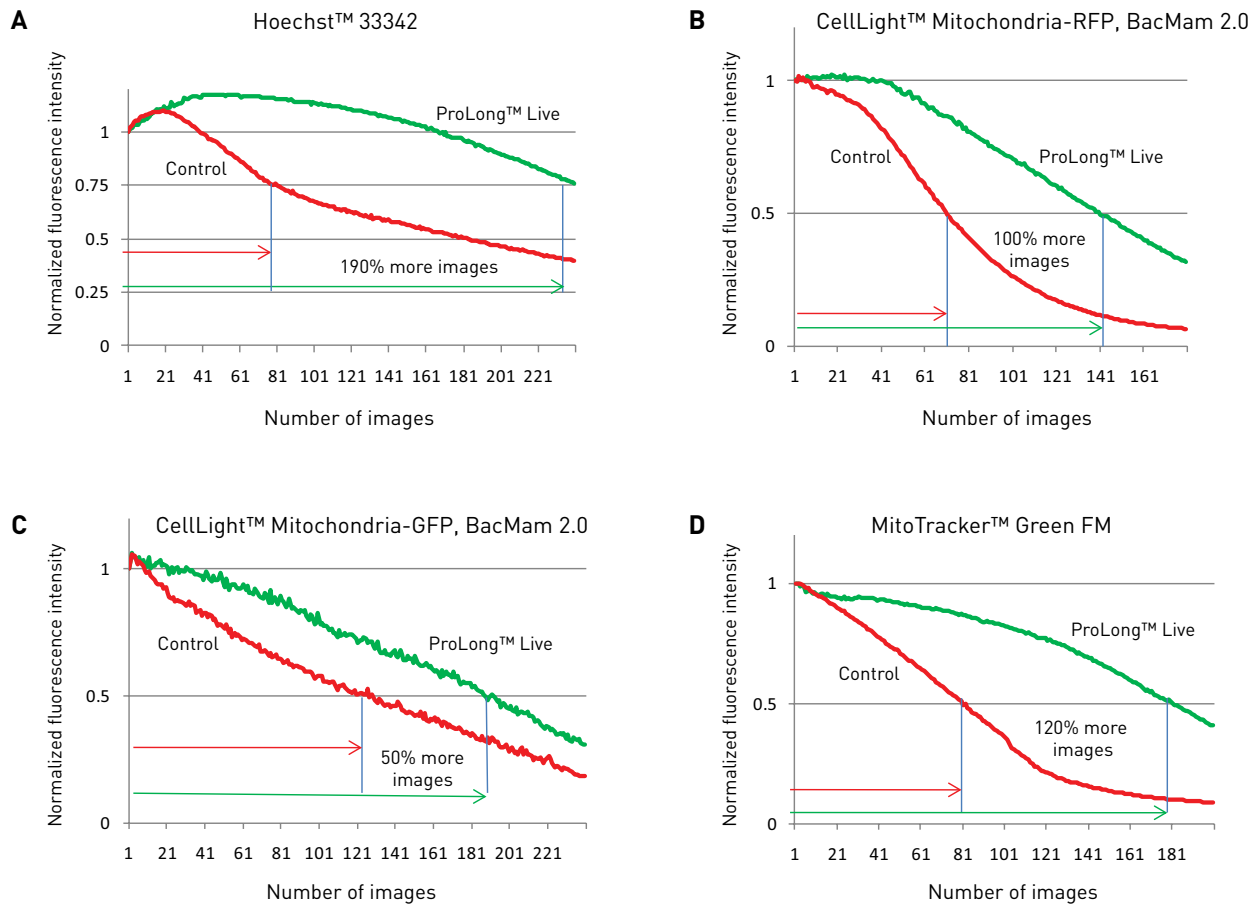 A
Hoechst™ 33342
Normalized fluorescence intensity
1
0.75
0.5
0.25
0
ProLong™ Live
Control
190% more images
1 21 41 61 81 101 121 141 161 181 201 221
Number of images
B
CellLight™ Mitochondria-RFP, BacMam 2.0
Normalized fluorescence intensity
1
0.5
0
Control
ProLong™ Live
100% more
images
1 21 41 61 81 101 121 141 161
Number of images
C
CellLight™ Mitochondria-GFP, BacMam 2.0
Normalized fluorescence intensity
1
0.5
0
Control
ProLong™ Live
50% more
images
1 21 41 61 81 101 121 141 161 181 201 221
Number of images
D
MitoTracker™ Green FM
Normalized fluorescence intensity
1
0.5
0
ProLong™ Live
Control
120% more
images
1 21 41 61 81 101 121 141 161 181
Number of images